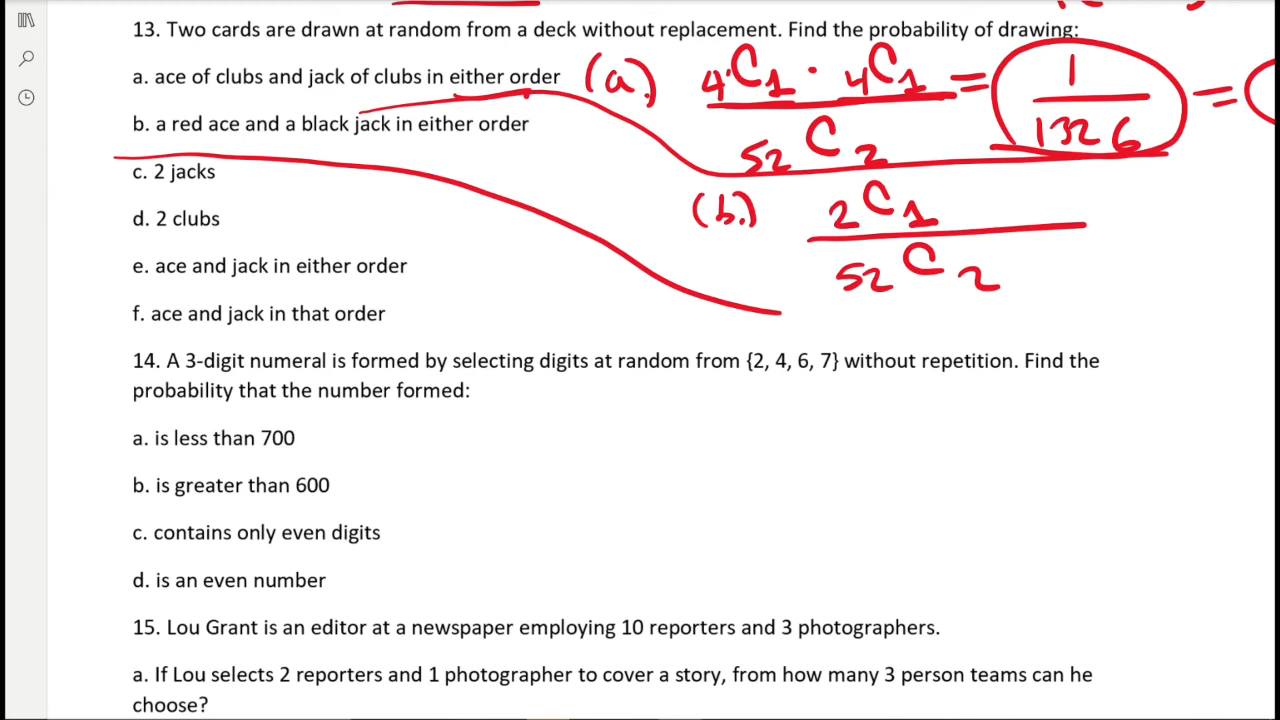 13. Two cards are drawn at random from a deck without replacement. Find the probability of drawing:
a. ace of clubs and jack of clubs in either order
(a.) 4C1 · 4C1 / 52C2 = 1/1326 =
b. a red ace and a black jack in either order
c. 2 jacks
(b.) 2C1 / 52C2
d. 2 clubs
e. ace and jack in either order
f. ace and jack in that order
14. A 3-digit numeral is formed by selecting digits at random from {2, 4, 6, 7} without repetition. Find the
probability that the number formed:
a. is less than 700
b. is greater than 600
c. contains only even digits
d. is an even number
15. Lou Grant is an editor at a newspaper employing 10 reporters and 3 photographers.
a. If Lou selects 2 reporters and 1 photographer to cover a story, from how many 3 person teams can he
choose?